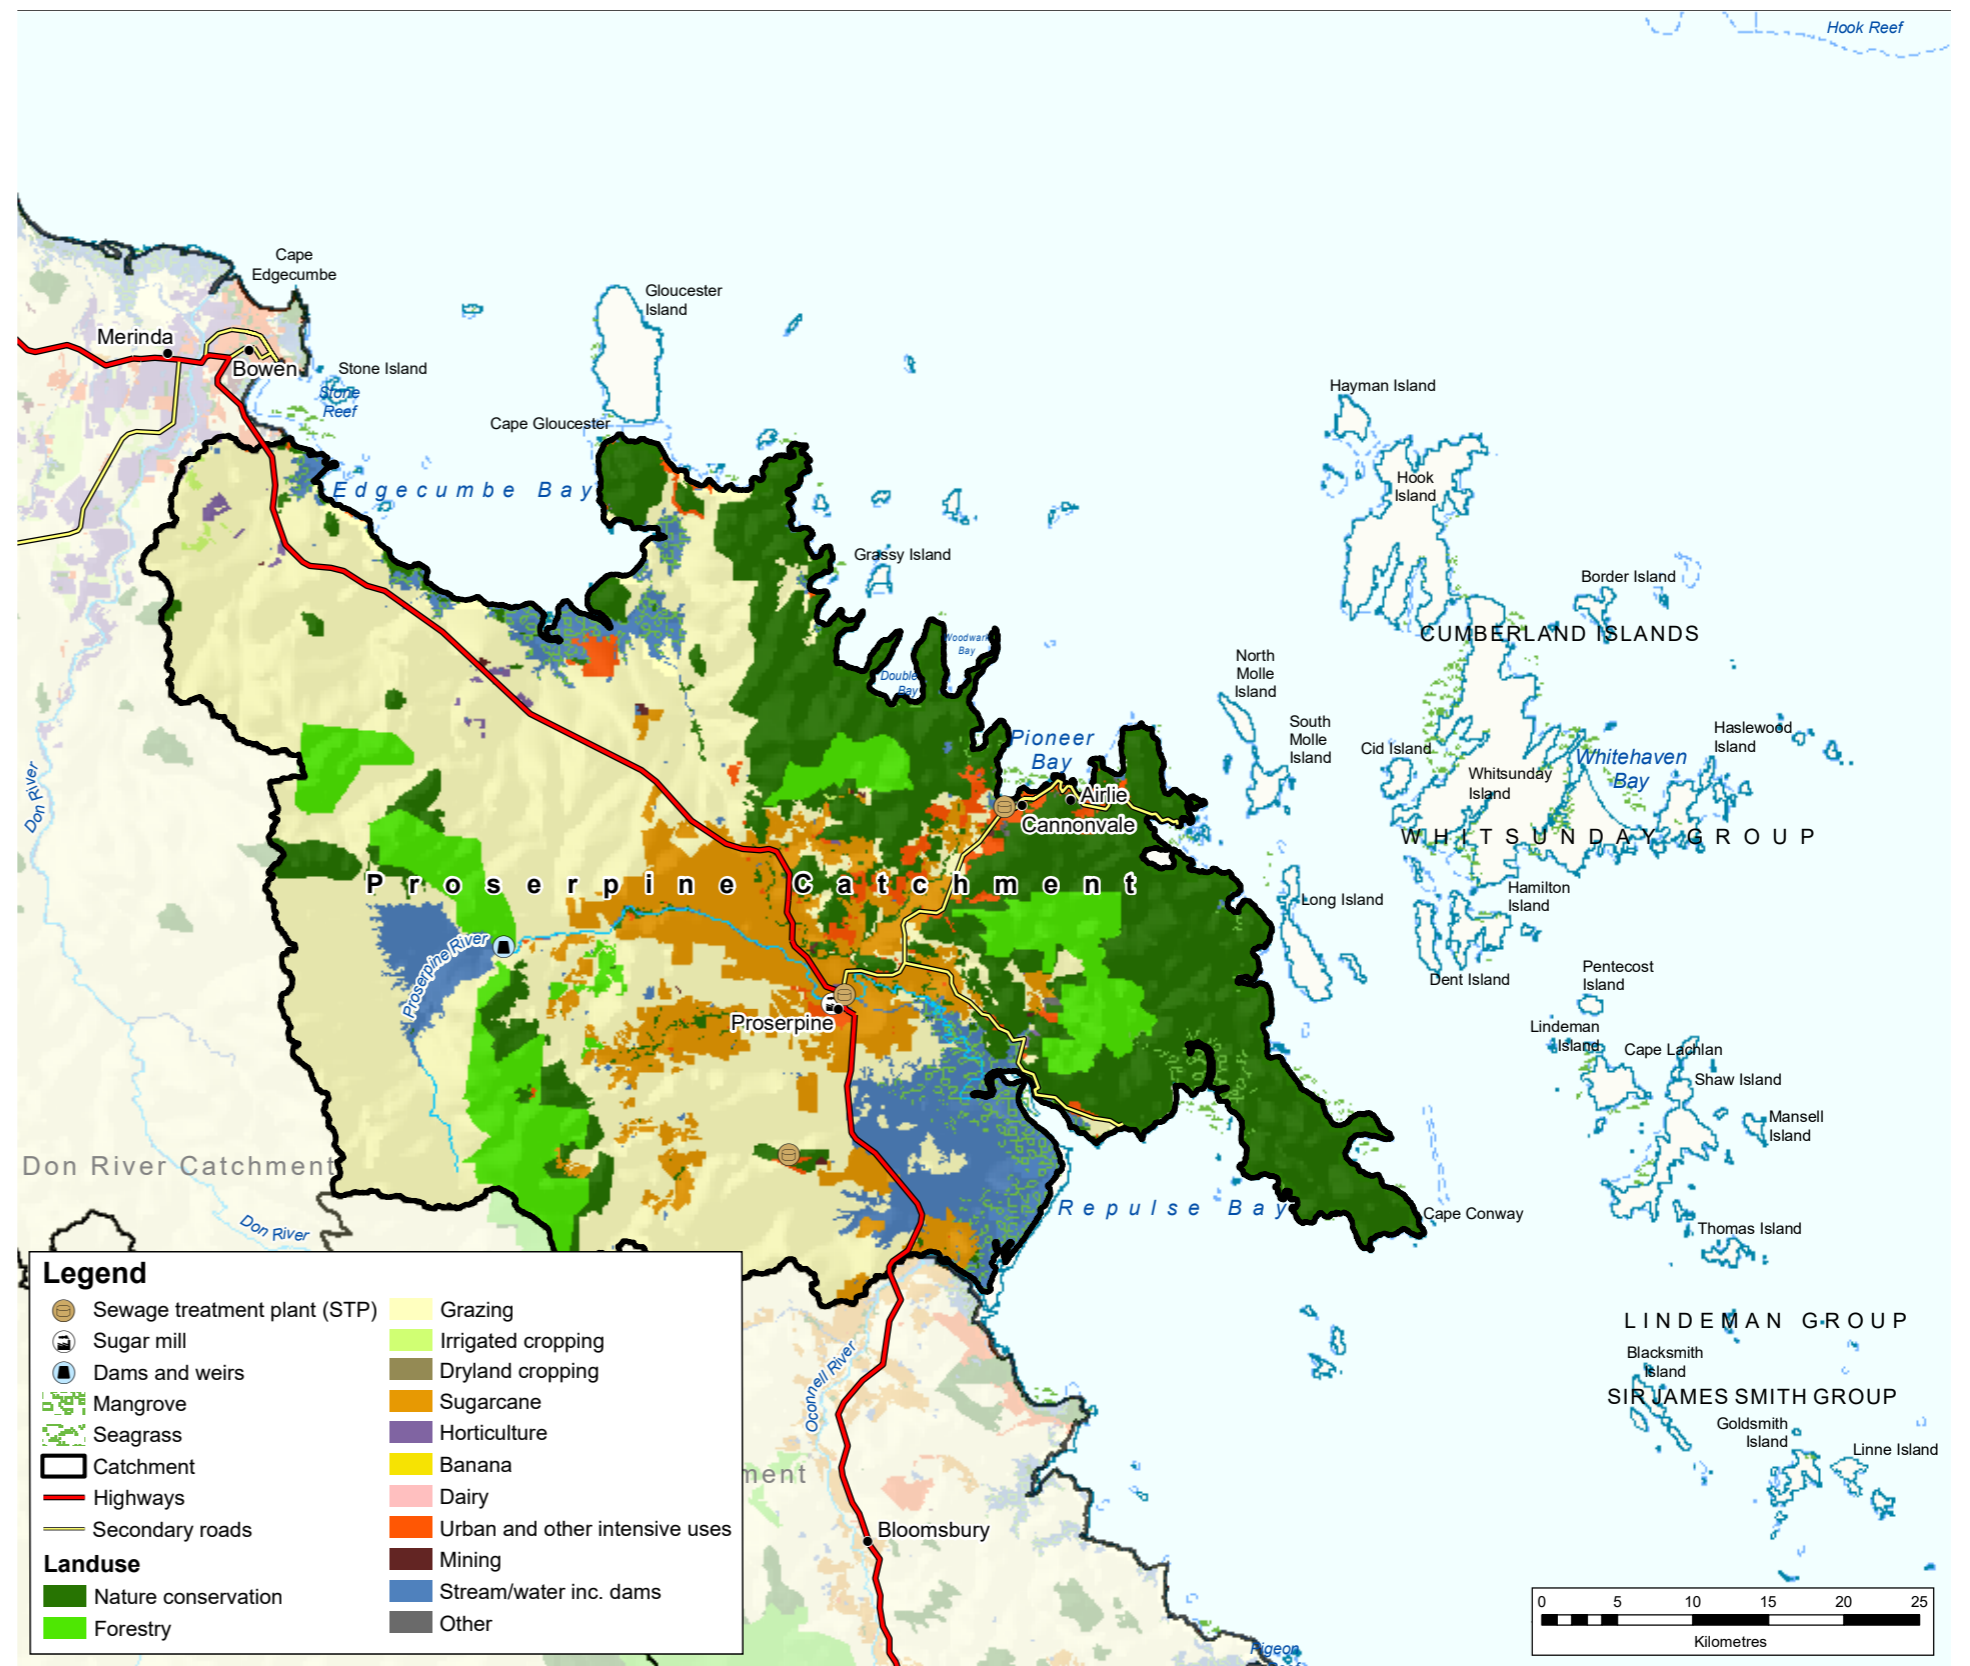 Hook Reef
Cape
Edgecumbe
Gloucester
Island
Merinda
Bowen
Stone Island
Stone
Reef
Cape Gloucester
Hayman Island
Edgecumbe Bay
Hook
Island
Grassy Island
Border Island
CUMBERLAND ISLANDS
Woodwark
Bay
Double
Bay
North
Molle
Island
South
Molle
Island
Pioneer
Bay
Cid Island
Haslewood
Island
Whitehaven
Bay
Whitsunday
Island
Airlie
Cannonvale
WHITSUNDAY GROUP
Don River
Proserpine Catchment
Long Island
Hamilton
Island
Proserpine River
Dent Island
Pentecost
Island
Proserpine
Lindeman
Island
Cape Lachlan
Shaw Island
Mansell
Island
Don River Catchment
Don River
Repulse Bay
Cape Conway
Thomas Island
LINDEMAN GROUP
Blacksmith
Island
SIR JAMES SMITH GROUP
Goldsmith
Island
Linne Island
Oconnell River
ment
Bloomsbury
Pigeon
Legend
Sewage treatment plant (STP)
Sugar mill
Dams and weirs
Mangrove
Seagrass
Catchment
Highways
Secondary roads
Landuse
Nature conservation
Forestry
Grazing
Irrigated cropping
Dryland cropping
Sugarcane
Horticulture
Banana
Dairy
Urban and other intensive uses
Mining
Stream/water inc. dams
Other
0 5 10 15 20 25
Kilometres